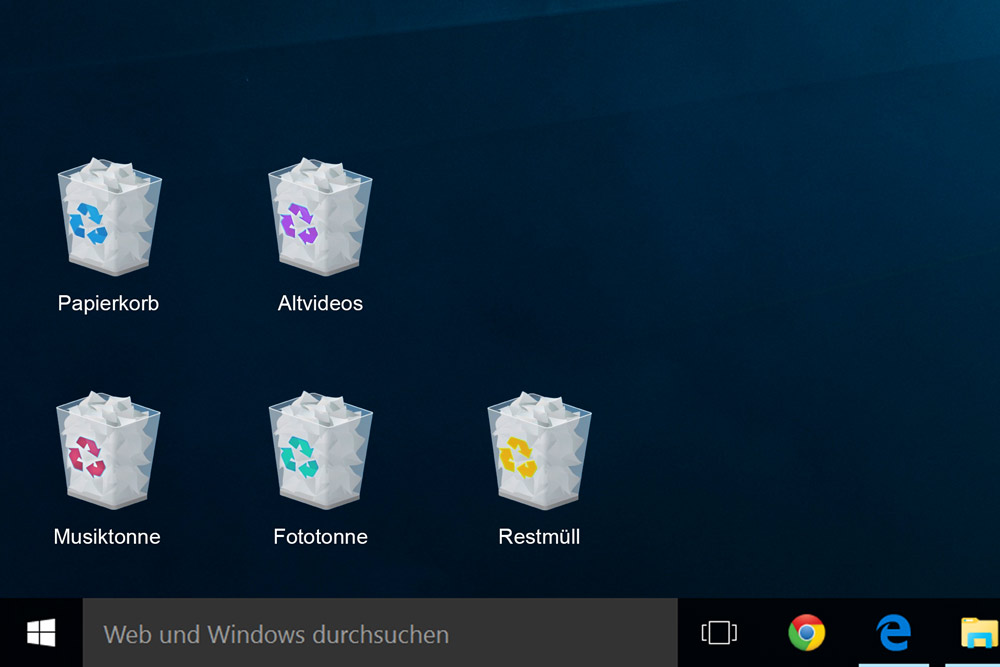 Papierkorb
Altvideos
Musiktonne
Fototonne
Restmüll
Web und Windows durchsuchen